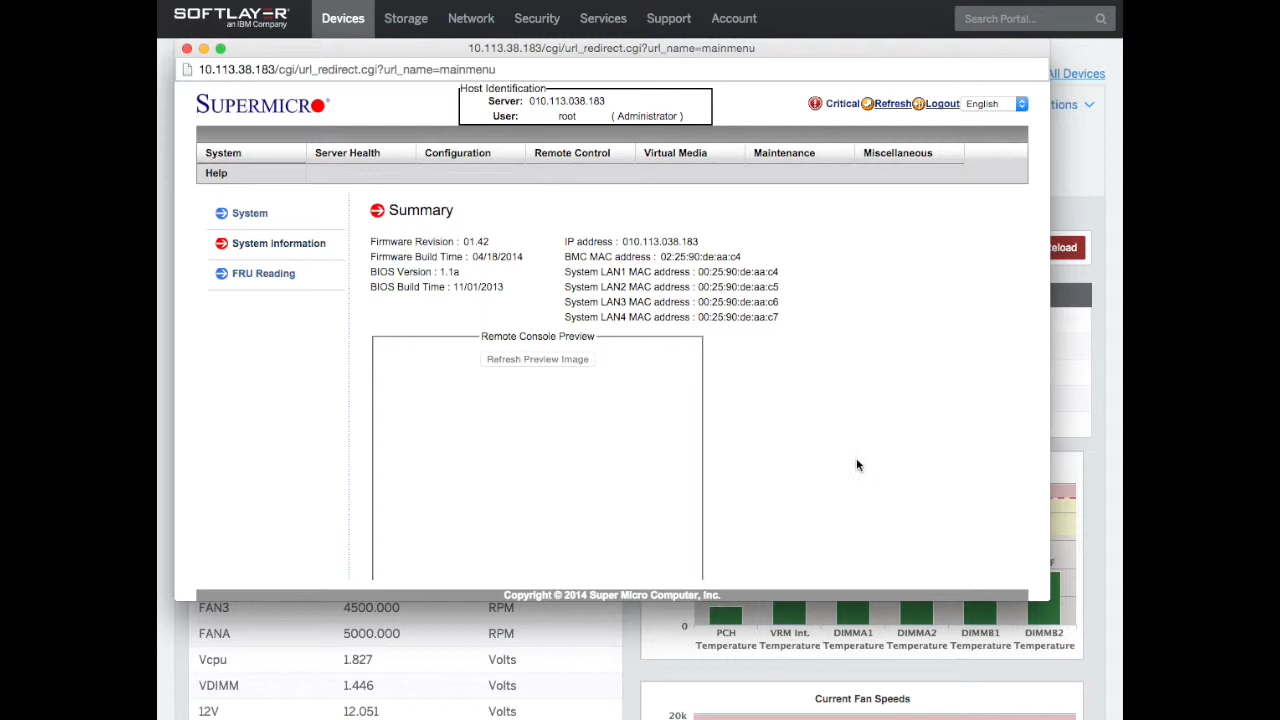 SOFTLAYER
an IBM Company
Devices
Storage
Network
Security
Services
Support
Account
Search Portal...
10.113.38.183/cgi/url_redirect.cgi?url_name=mainmenu
10.113.38.183/cgi/url_redirect.cgi?url_name=mainmenu
All Devices
tions
SUPERMICRO
Host Identification
Server: 010.113.038.183
User: root ( Administrator )
Critical Refresh Logout English
System
Server Health
Configuration
Remote Control
Virtual Media
Maintenance
Miscellaneous
Help
System
System Information
FRU Reading
Summary
Firmware Revision : 01.42
Firmware Build Time : 04/18/2014
BIOS Version : 1.1a
BIOS Build Time : 11/01/2013
IP address : 010.113.038.183
BMC MAC address : 02:25:90:de:aa:c4
System LAN1 MAC address : 00:25:90:de:aa:c4
System LAN2 MAC address : 00:25:90:de:aa:c5
System LAN3 MAC address : 00:25:90:de:aa:c6
System LAN4 MAC address : 00:25:90:de:aa:c7
eload
Remote Console Preview
Refresh Preview Image
F
Copyright © 2014 Super Micro Computer, Inc.
FAN3 4500.000 RPM
FANA 5000.000 RPM
Vcpu 1.827 Volts
VDIMM 1.446 Volts
12V 12.051 Volts
0
PCH Temperature
VRM Int. Temperature
DIMMA1 Temperature
DIMMA2 Temperature
DIMMB1 Temperature
DIMMB2 Temperature
Current Fan Speeds
20k